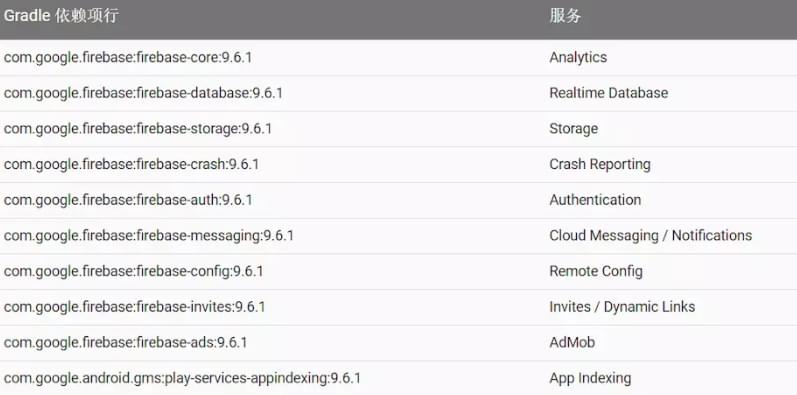 Gradle 依赖项行 服务
com.google.firebase:firebase-core:9.6.1 Analytics
com.google.firebase:firebase-database:9.6.1 Realtime Database
com.google.firebase:firebase-storage:9.6.1 Storage
com.google.firebase:firebase-crash:9.6.1 Crash Reporting
com.google.firebase:firebase-auth:9.6.1 Authentication
com.google.firebase:firebase-messaging:9.6.1 Cloud Messaging / Notifications
com.google.firebase:firebase-config:9.6.1 Remote Config
com.google.firebase:firebase-invites:9.6.1 Invites / Dynamic Links
com.google.firebase:firebase-ads:9.6.1 AdMob
com.google.android.gms:play-services-appindexing:9.6.1 App Indexing